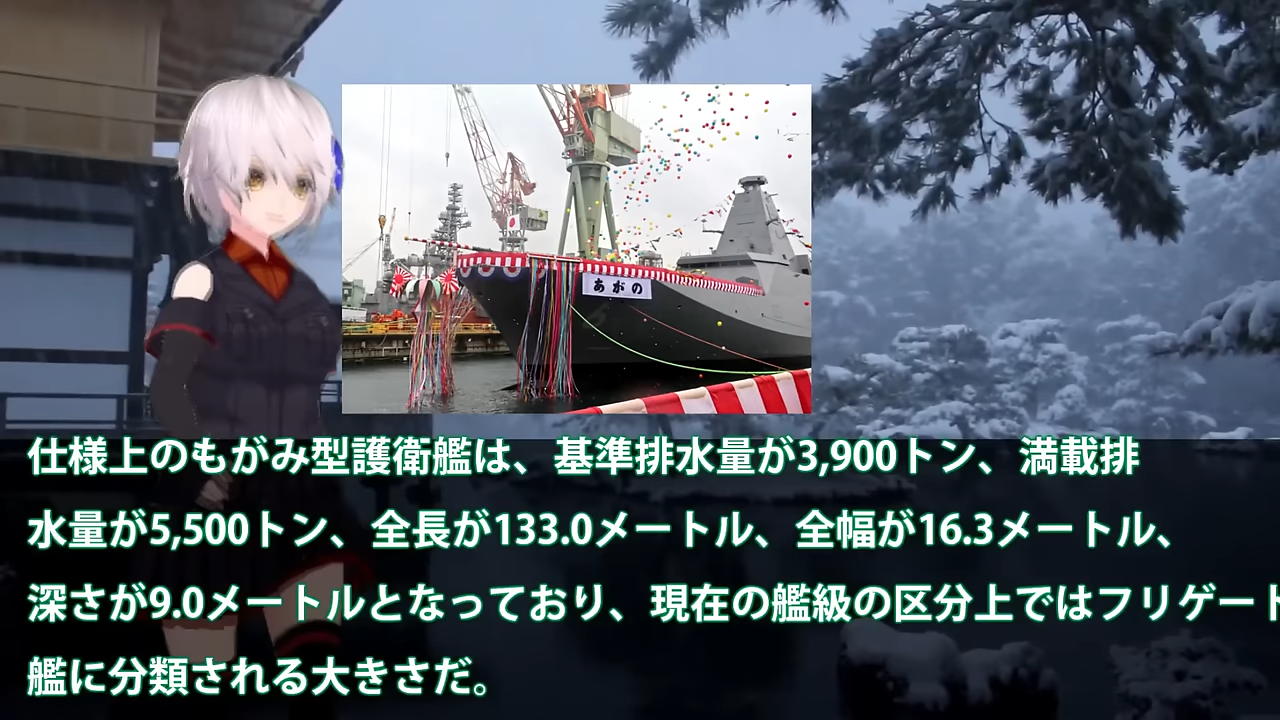 あがの
仕様上のもがみ型護衛艦は、基準排水量が3,900トン、満載排
水量が5,500トン、全長が133.0メートル、全幅が16.3メートル、
深さが9.0メートルとなっており、現在の艦級の区分上ではフリゲート
艦に分類される大きさだ。